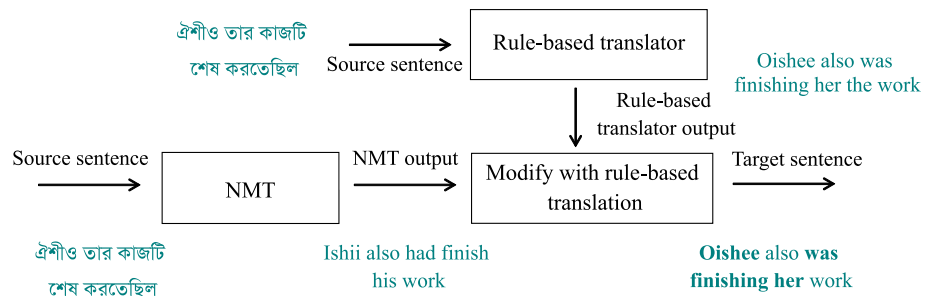 ঐশীও তার কাজটি
শেষ করতেছিল
Source sentence
Rule-based translator
Oishee also was
finishing her the work
Rule-based
translator output
Source sentence
NMT
NMT output
Modify with rule-based
translation
Target sentence
ঐশীও তার কাজটি
শেষ করতেছিল
Ishii also had finish
his work
Oishee also was
finishing her work